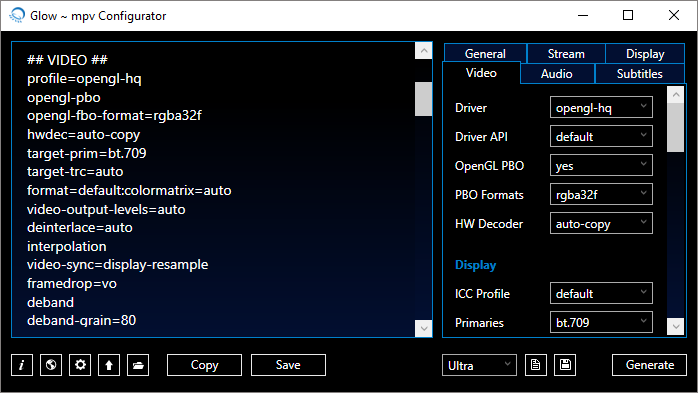 Glow ~ mpv Configurator
## VIDEO ##
profile=opengl-hq
opengl-pbo
opengl-fbo-format=rgba32f
hwdec=auto-copy
target-prim=bt.709
target-trc=auto
format=default:colormatrix=auto
video-output-levels=auto
deinterlace=auto
interpolation
video-sync=display-resample
framedrop=vo
deband
deband-grain=80
General Stream Display
Video Audio Subtitles
Driver opengl-hq
Driver API default
OpenGL PBO yes
PBO Formats rgba32f
HW Decoder auto-copy
Display
ICC Profile default
Primaries bt.709
i Copy Save Ultra Generate